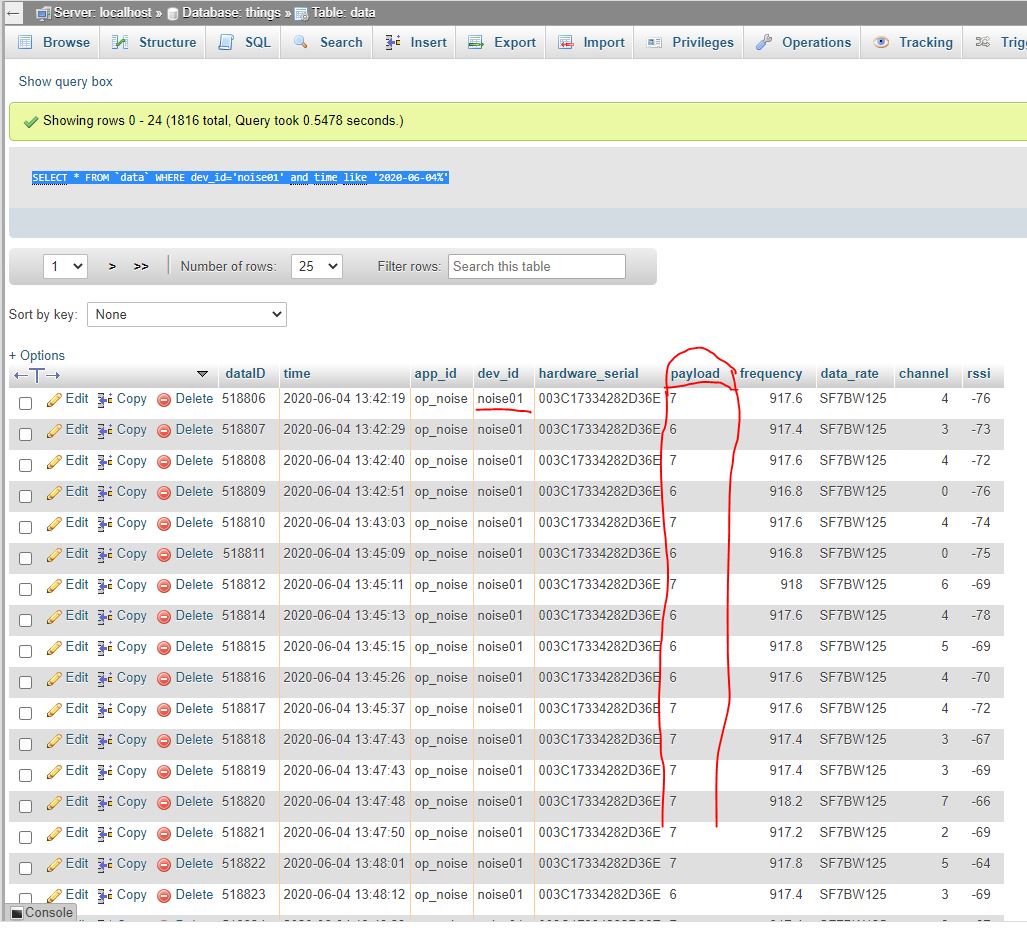 Server: localhost » Database: things » Table: data
Browse Structure SQL Search Insert Export Import Privileges Operations Tracking Trig
Show query box
Showing rows 0 - 24 (1816 total, Query took 0.5478 seconds.)
SELECT * FROM `data` WHERE dev_id='noise01' and time like '2020-06-04%'
1 > >> Number of rows: 25 Filter rows: Search this table
Sort by key: None
+ Options
←T→ dataID time app_id dev_id hardware_serial payload frequency data_rate channel rssi
Edit Copy Delete 518806 2020-06-04 13:42:19 op_noise noise01 003C17334282D36E 7 917.6 SF7BW125 4 -76
Edit Copy Delete 518807 2020-06-04 13:42:29 op_noise noise01 003C17334282D36E 6 917.4 SF7BW125 3 -73
Edit Copy Delete 518808 2020-06-04 13:42:40 op_noise noise01 003C17334282D36E 7 917.6 SF7BW125 4 -72
Edit Copy Delete 518809 2020-06-04 13:42:51 op_noise noise01 003C17334282D36E 6 916.8 SF7BW125 0 -76
Edit Copy Delete 518810 2020-06-04 13:43:03 op_noise noise01 003C17334282D36E 7 917.6 SF7BW125 4 -74
Edit Copy Delete 518811 2020-06-04 13:45:09 op_noise noise01 003C17334282D36E 6 916.8 SF7BW125 0 -75
Edit Copy Delete 518812 2020-06-04 13:45:11 op_noise noise01 003C17334282D36E 7 918 SF7BW125 6 -69
Edit Copy Delete 518814 2020-06-04 13:45:13 op_noise noise01 003C17334282D36E 6 917.6 SF7BW125 4 -78
Edit Copy Delete 518815 2020-06-04 13:45:15 op_noise noise01 003C17334282D36E 6 917.8 SF7BW125 5 -69
Edit Copy Delete 518816 2020-06-04 13:45:26 op_noise noise01 003C17334282D36E 6 917.6 SF7BW125 4 -70
Edit Copy Delete 518817 2020-06-04 13:45:37 op_noise noise01 003C17334282D36E 7 917.6 SF7BW125 4 -72
Edit Copy Delete 518818 2020-06-04 13:47:43 op_noise noise01 003C17334282D36E 7 917.4 SF7BW125 3 -67
Edit Copy Delete 518819 2020-06-04 13:47:43 op_noise noise01 003C17334282D36E 7 917.4 SF7BW125 3 -69
Edit Copy Delete 518820 2020-06-04 13:47:48 op_noise noise01 003C17334282D36E 7 918.2 SF7BW125 7 -66
Edit Copy Delete 518821 2020-06-04 13:47:50 op_noise noise01 003C17334282D36E 7 917.2 SF7BW125 2 -69
Edit Copy Delete 518822 2020-06-04 13:48:01 op_noise noise01 003C17334282D36E 7 917.8 SF7BW125 5 -64
Edit Copy Delete 518823 2020-06-04 13:48:12 op_noise noise01 003C17334282D36E 6 917.4 SF7BW125 3 -69
Console